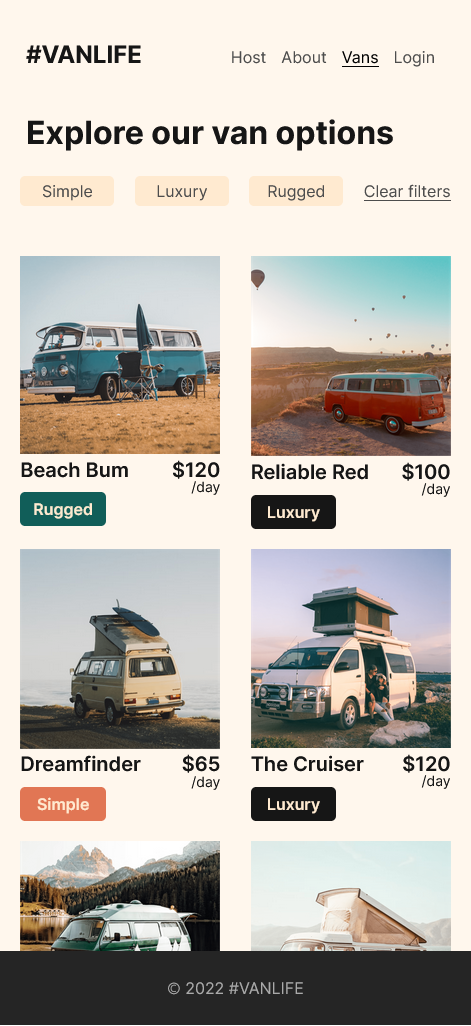 #VANLIFE
Host About Vans Login
Explore our van options
Simple Luxury Rugged Clear filters
Beach Bum $120
/day
Rugged
Reliable Red $100
/day
Luxury
Dreamfinder $65
/day
Simple
The Cruiser $120
/day
Luxury
© 2022 #VANLIFE